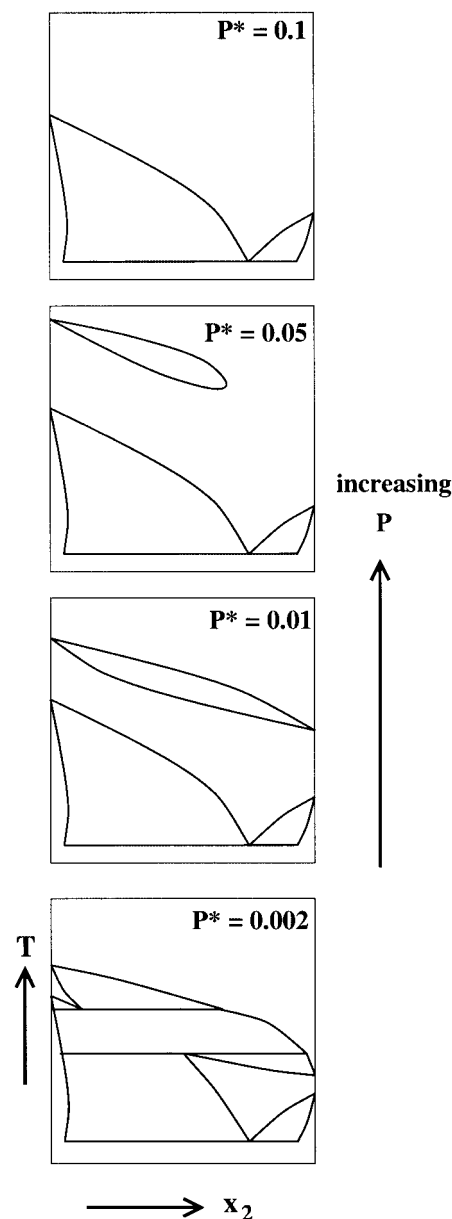 P* = 0.1
P* = 0.05
increasing
P
P* = 0.01
P* = 0.002
T
x₂